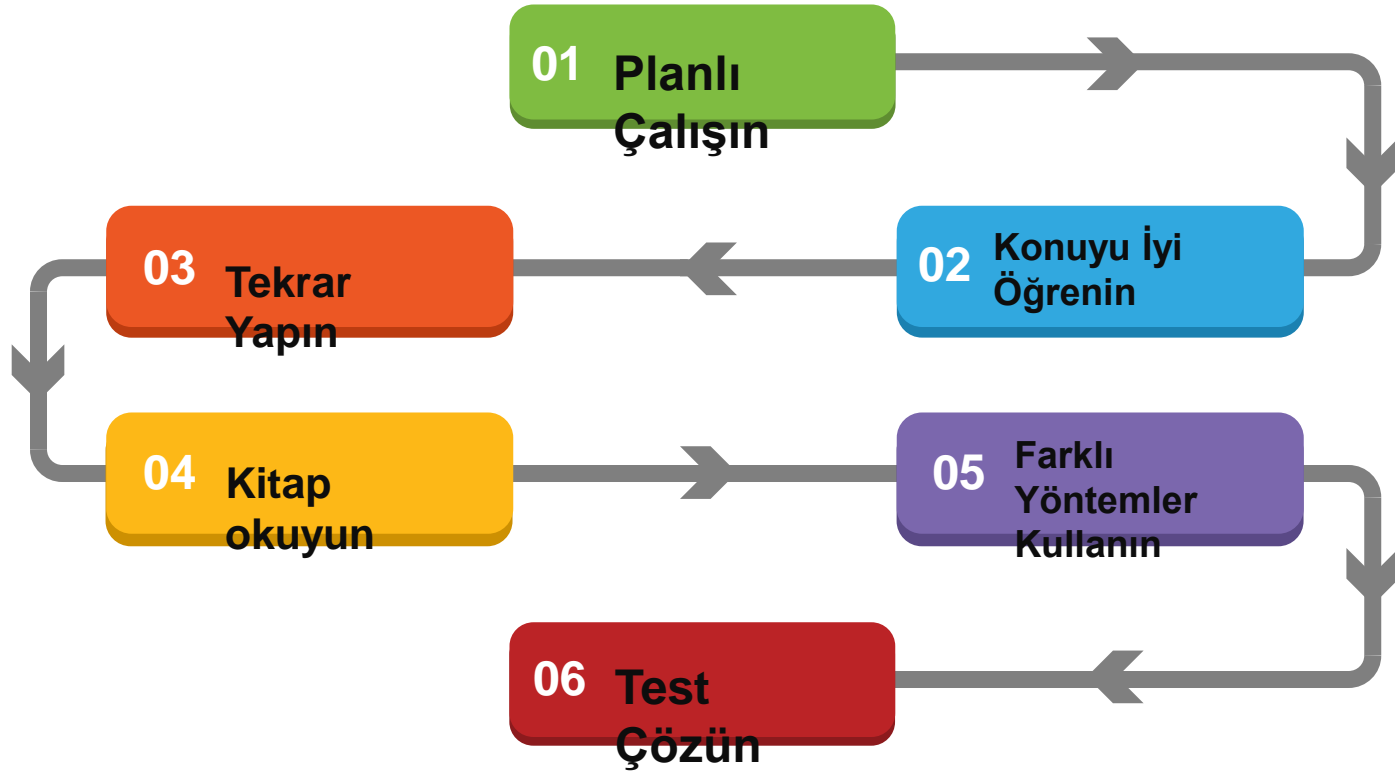 01 Planlı
Çalışın
02 Konuyu İyi
Öğrenin
03 Tekrar
Yapın
04 Kitap
okuyun
05 Farklı
Yöntemler
Kullanın
06 Test
Çözün